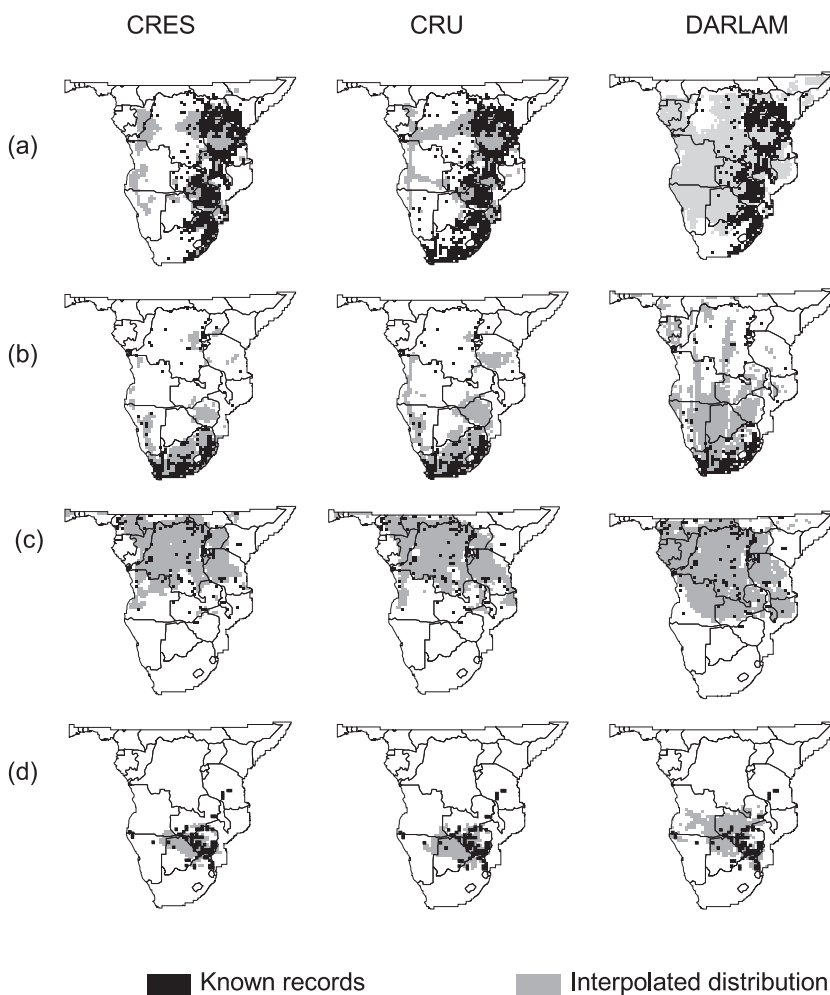 CRES CRU DARLAM
(a)
(b)
(c)
(d)
Known records Interpolated distribution